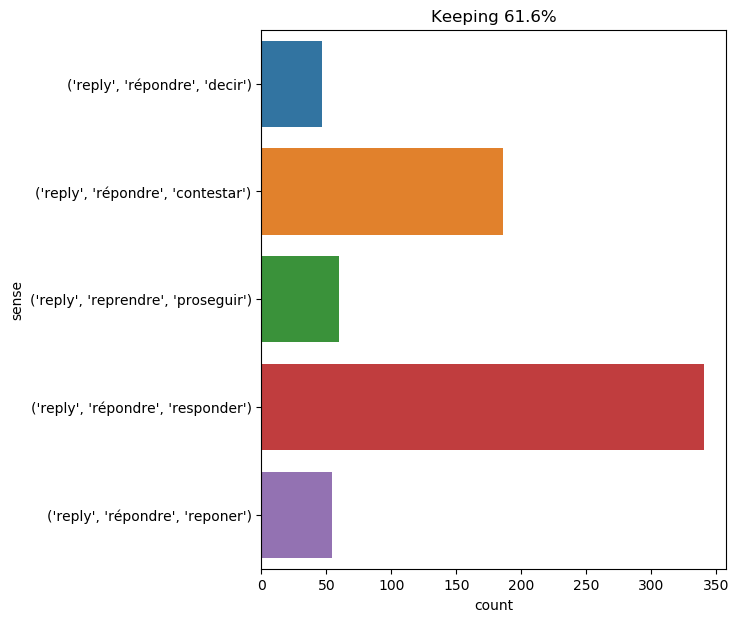 Keeping 61.6%
('reply', 'répondre', 'decir')
('reply', 'répondre', 'contestar')
('reply', 'reprendre', 'proseguir')
('reply', 'répondre', 'responder')
('reply', 'répondre', 'reponer')
sense
0 50 100 150 200 250 300 350
count